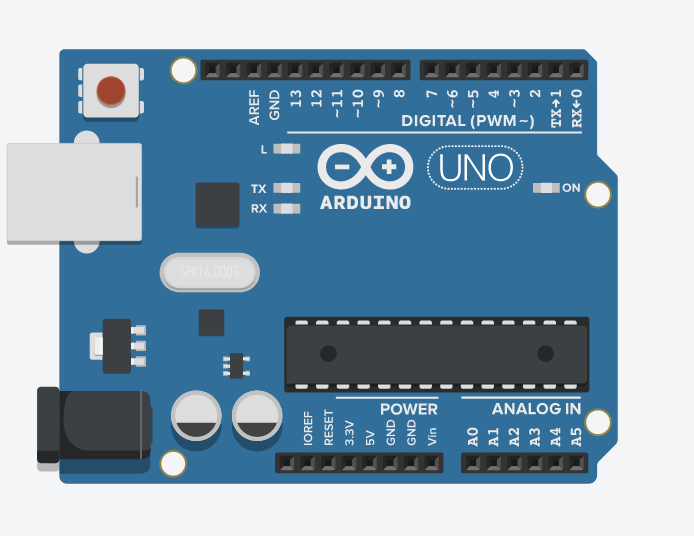 AREF
GND
13
12
~11
~10
~9
8
7
~6
~5
4
~3
2
TX→1
RX←0
DIGITAL (PWM~)
L
TX
RX
ARDUINO
UNO
ON
SPK16.000G
POWER
ANALOG IN
IOREF
RESET
3.3V
5V
GND
GND
Vin
A0
A1
A2
A3
A4
A5